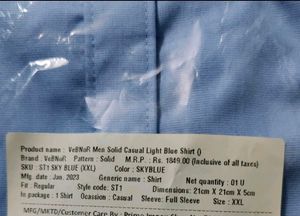 Product name : VeBNoR Men Solid Casual Light Blue Shirt ()
Brand : VeBNoR Pattern : Solid M.R.P. : Rs. 1849.00 (Inclusive of all taxes)
SKU : ST1 SKY BLUE (XXL) Color : SKYBLUE
Mfg date : Jan, 2023 Generic name : Shirt Net quantity : 01 U
Fit : Regular Style code : ST1 Dimensions : 21cm X 21cm X 5cm
In package : 1 Shirt Ocasion : Casual Sleeve : Full Sleeve Size : XXL
MFG/MKTD/Customer Care By : Prime